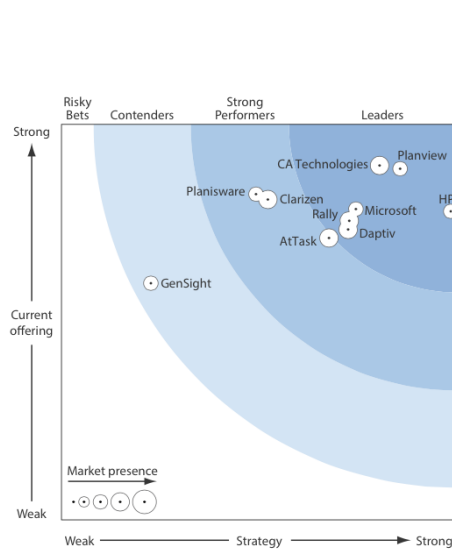 Risky
Bets
Contenders
Strong
Performers
Leaders
Strong
CA Technologies
Planview
Planisware
Clarizen
HP
Rally
Microsoft
Daptiv
AtTask
GenSight
Current
offering
Market presence
Weak
Weak
Strategy
Strong